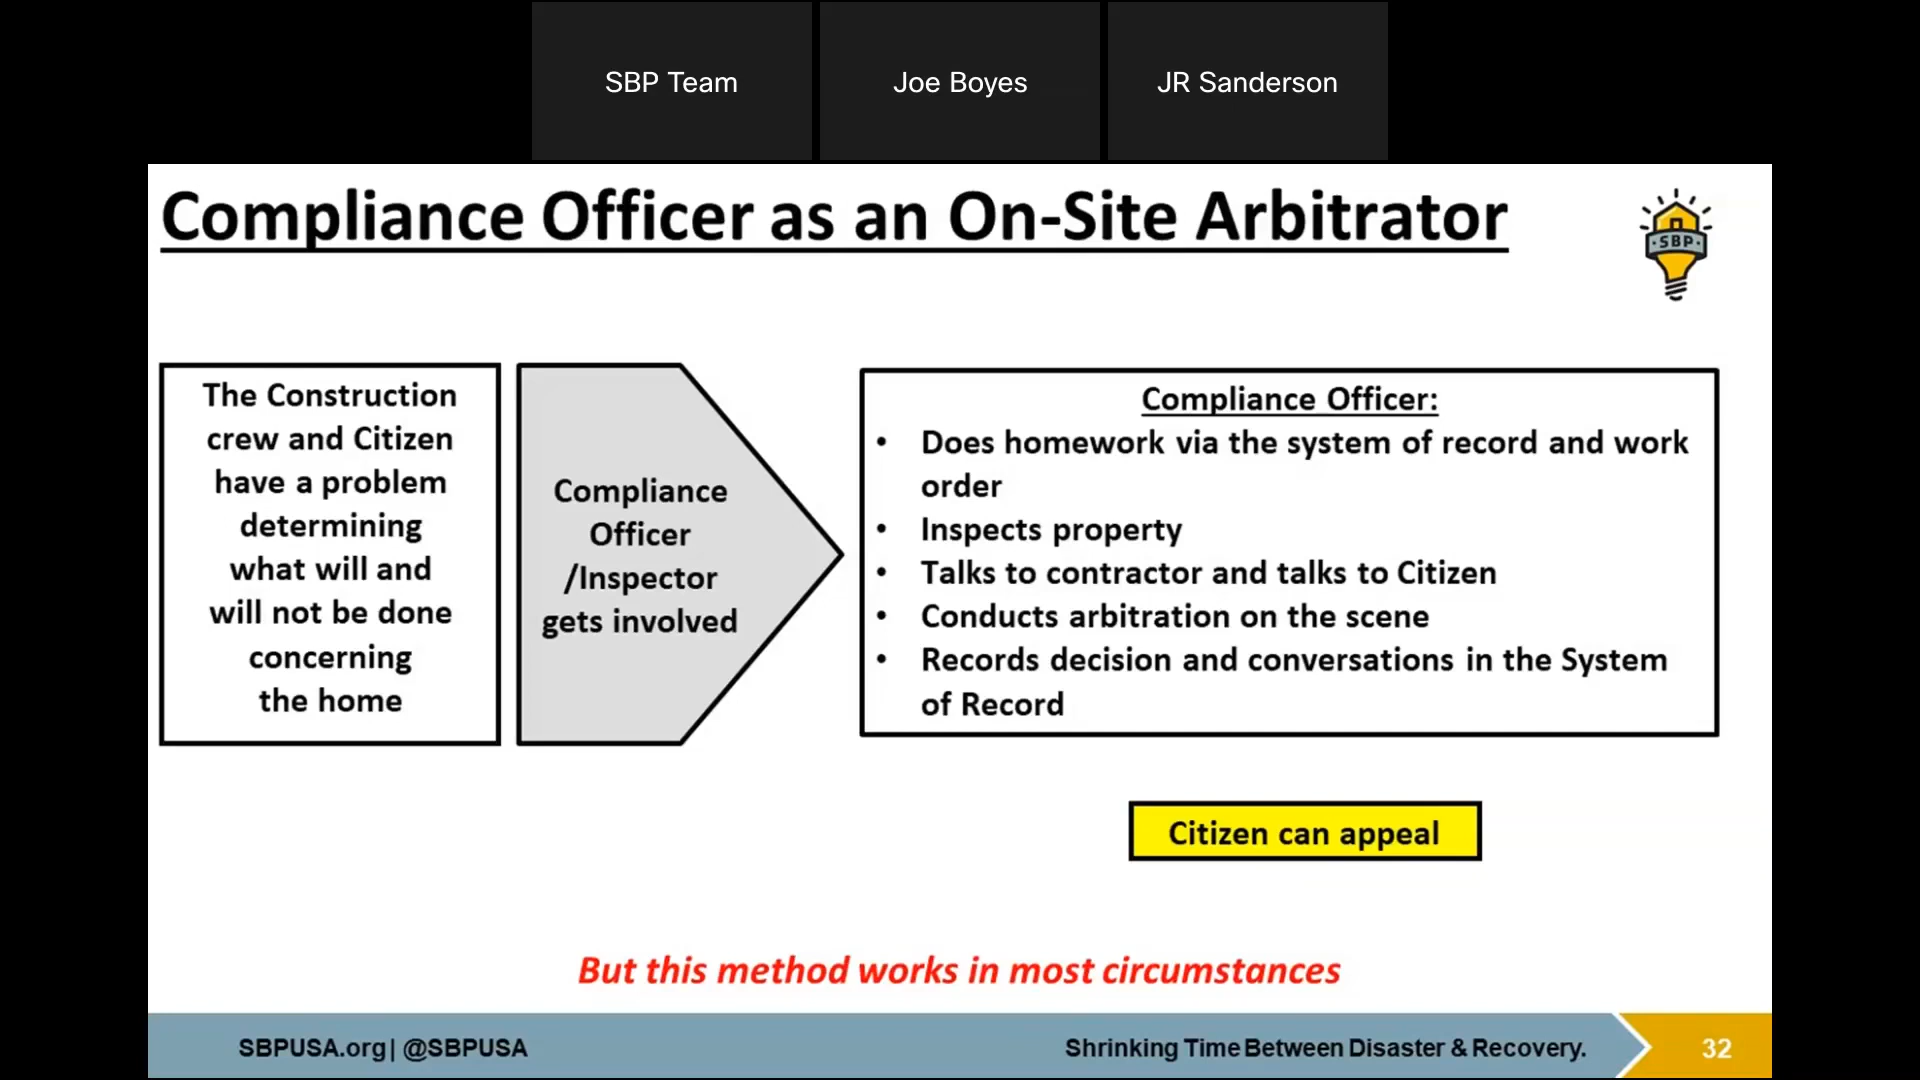 SBP Team
Joe Boyes
JR Sanderson
Compliance Officer as an On-Site Arbitrator
SBP
The Construction
crew and Citizen
have a problem
determining
what will and
will not be done
concerning
the home
Compliance
Officer
/Inspector
gets involved
Compliance Officer:
• Does homework via the system of record and work
order
• Inspects property
• Talks to contractor and talks to Citizen
• Conducts arbitration on the scene
• Records decision and conversations in the System
of Record
Citizen can appeal
But this method works in most circumstances
SBPUSA.org| @SBPUSA
Shrinking Time Between Disaster & Recovery.
32